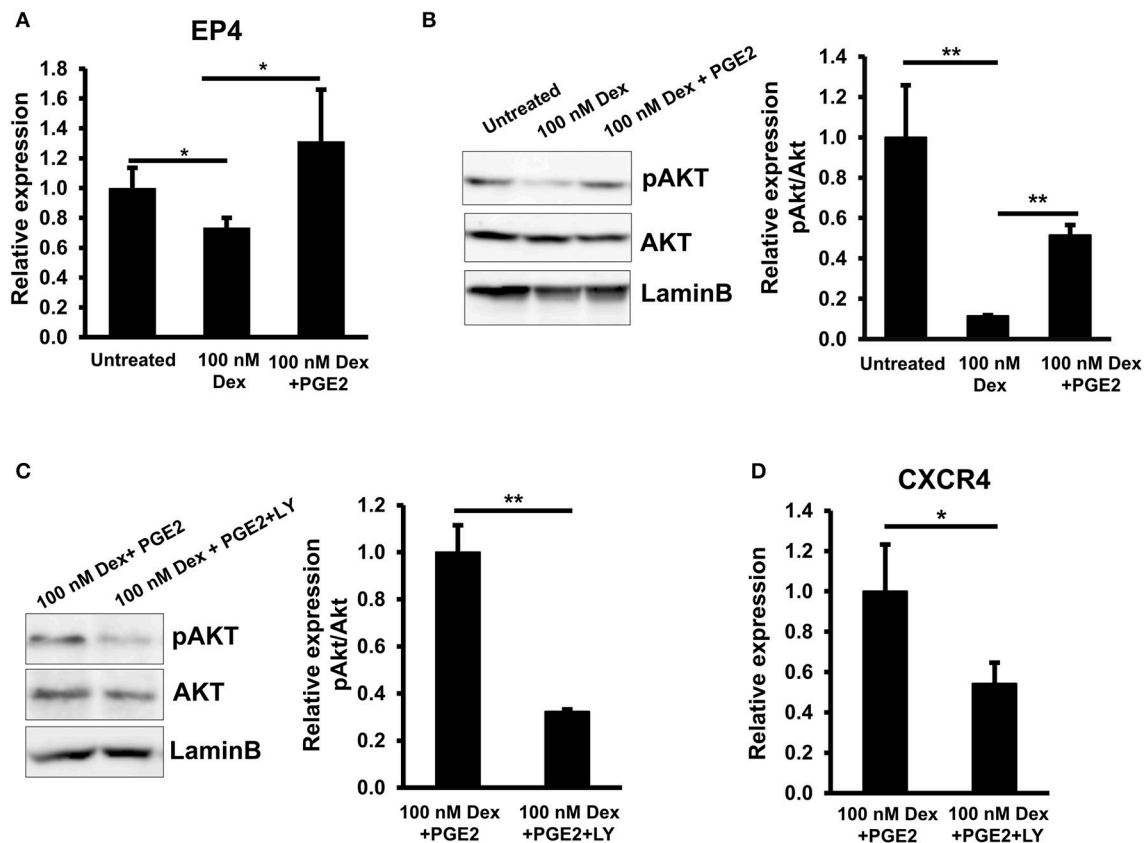 A
EP4
Relative expression
1.8
1.6
1.4
1.2
1.0
0.8
0.6
0.4
0.2
0.0
*
*
Untreated
100 nM
Dex
100 nM Dex
+PGE2
B
Untreated
100 nM Dex
100 nM Dex + PGE2
pAKT
AKT
LaminB
Relative expression
pAkt/Akt
1.4
1.2
1.0
0.8
0.6
0.4
0.2
0.0
**
**
Untreated
100 nM
Dex
100 nM Dex
+PGE2
C
100 nM Dex+ PGE2
100 nM Dex + PGE2+LY
pAKT
AKT
LaminB
Relative expression
pAkt/Akt
1.2
1.0
0.8
0.6
0.4
0.2
0.0
**
100 nM Dex
+PGE2
100 nM Dex
+PGE2+LY
D
CXCR4
Relative expression
1.4
1.2
1.0
0.8
0.6
0.4
0.2
0.0
*
100 nM Dex
+PGE2
100 nM Dex
+PGE2+LY